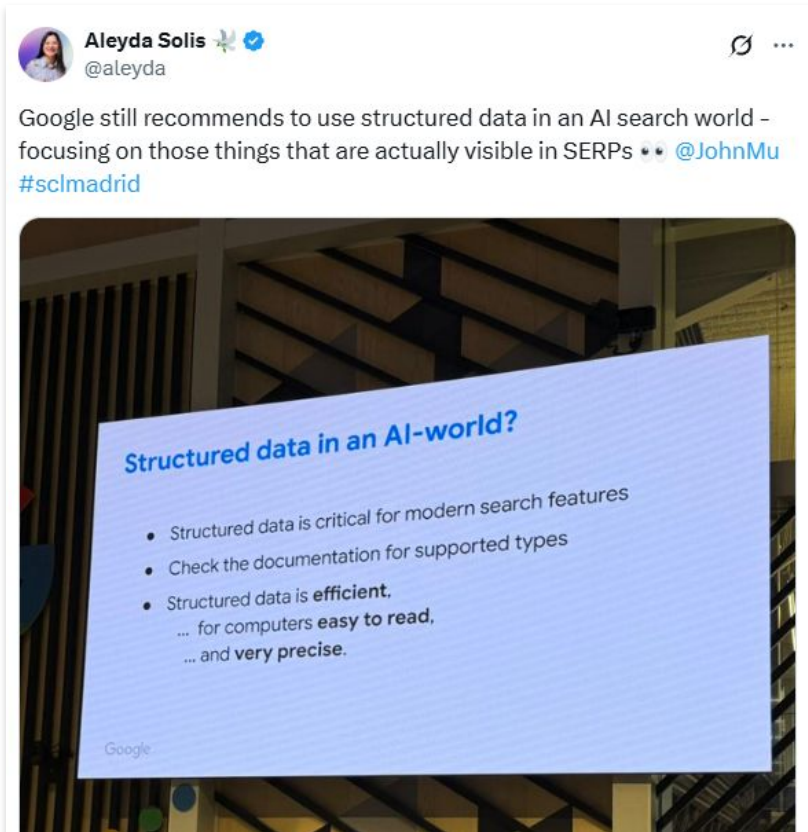 Aleyda Solis
@aleyda
Google still recommends to use structured data in an AI search world -
focusing on those things that are actually visible in SERPs 👀 @JohnMu
#sclmadrid
Structured data in an AI-world?
• Structured data is critical for modern search features
• Check the documentation for supported types
• Structured data is efficient,
... for computers easy to read,
... and very precise.
Google